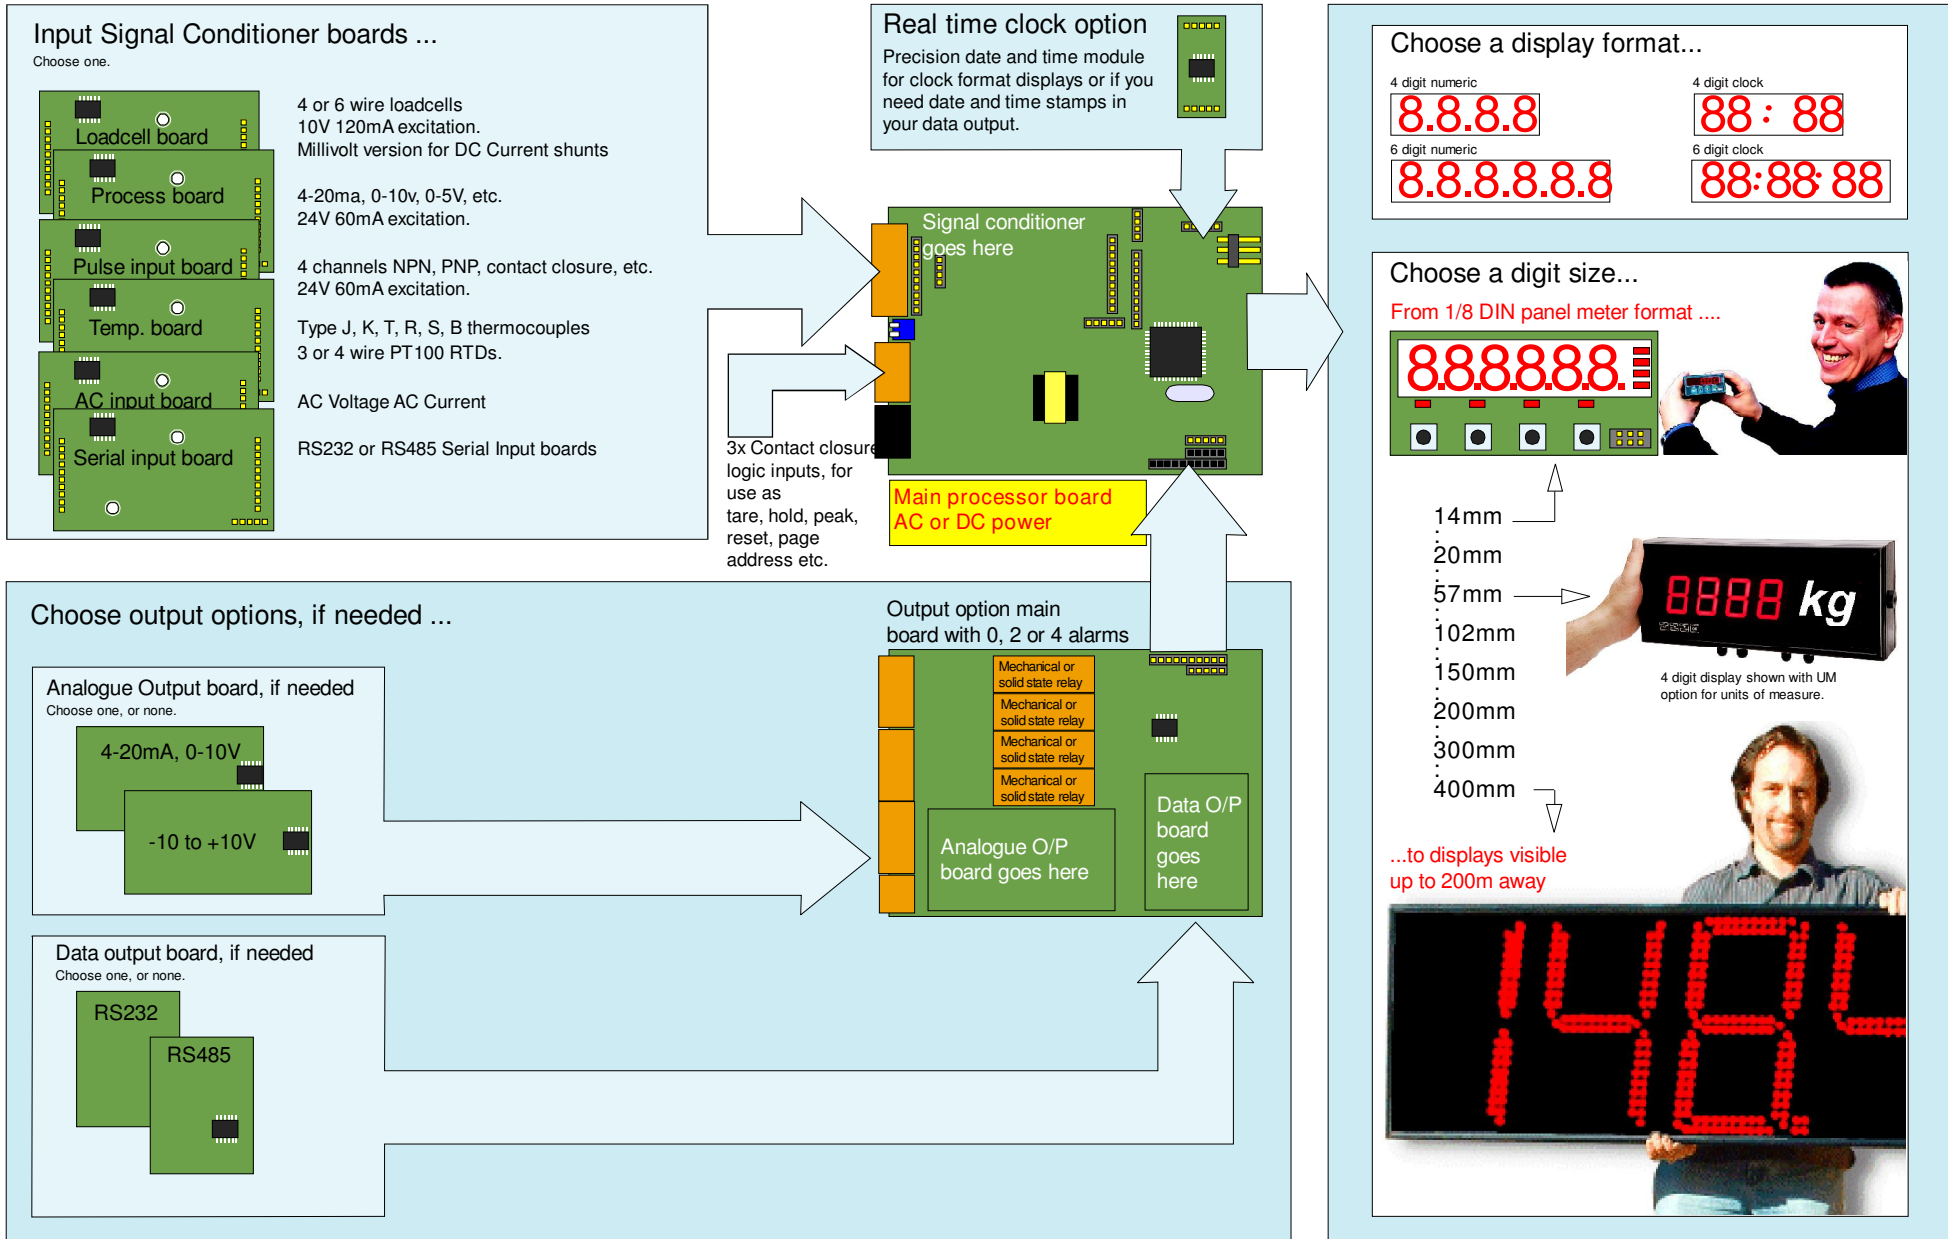 Input Signal Conditioner boards ...
Choose one.
Loadcell board
4 or 6 wire loadcells
10V 120mA excitation.
Millivolt version for DC Current shunts
Process board
4-20ma, 0-10v, 0-5V, etc.
24V 60mA excitation.
Pulse input board
4 channels NPN, PNP, contact closure, etc.
24V 60mA excitation.
Temp. board
Type J, K, T, R, S, B thermocouples
3 or 4 wire PT100 RTDs.
AC input board
AC Voltage AC Current
Serial input board
RS232 or RS485 Serial Input boards
Real time clock option
Precision date and time module
for clock format displays or if you
need date and time stamps in
your data output.
Signal conditioner
goes here
3x Contact closure
logic inputs, for
use as
tare, hold, peak,
reset, page
address etc.
Main processor board
AC or DC power
Choose output options, if needed ...
Analogue Output board, if needed
Choose one, or none.
4-20mA, 0-10V
-10 to +10V
Data output board, if needed
Choose one, or none.
RS232
RS485
Output option main
board with 0, 2 or 4 alarms
Mechanical or
solid state relay
Mechanical or
solid state relay
Mechanical or
solid state relay
Mechanical or
solid state relay
Analogue O/P
board goes here
Data O/P
board
goes
here
Choose a display format...
4 digit numeric
8.8.8.8
4 digit clock
88:88
6 digit numeric
8.8.8.8.8.8
6 digit clock
88:88:88
Choose a digit size...
From 1/8 DIN panel meter format ....
8.8.8.8.8.8.
14mm
20mm
57mm
102mm
150mm
200mm
300mm
400mm
8888 kg
4 digit display shown with UM
option for units of measure.
...to displays visible
up to 200m away
148.4